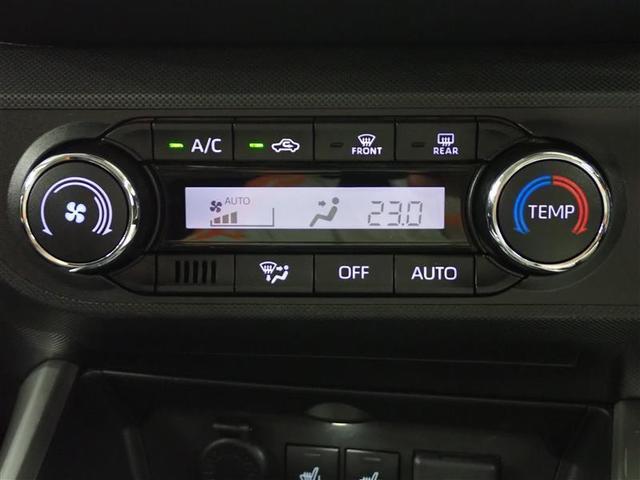 A/C
FRONT
REAR
AUTO
23.0
TEMP
OFF
AUTO